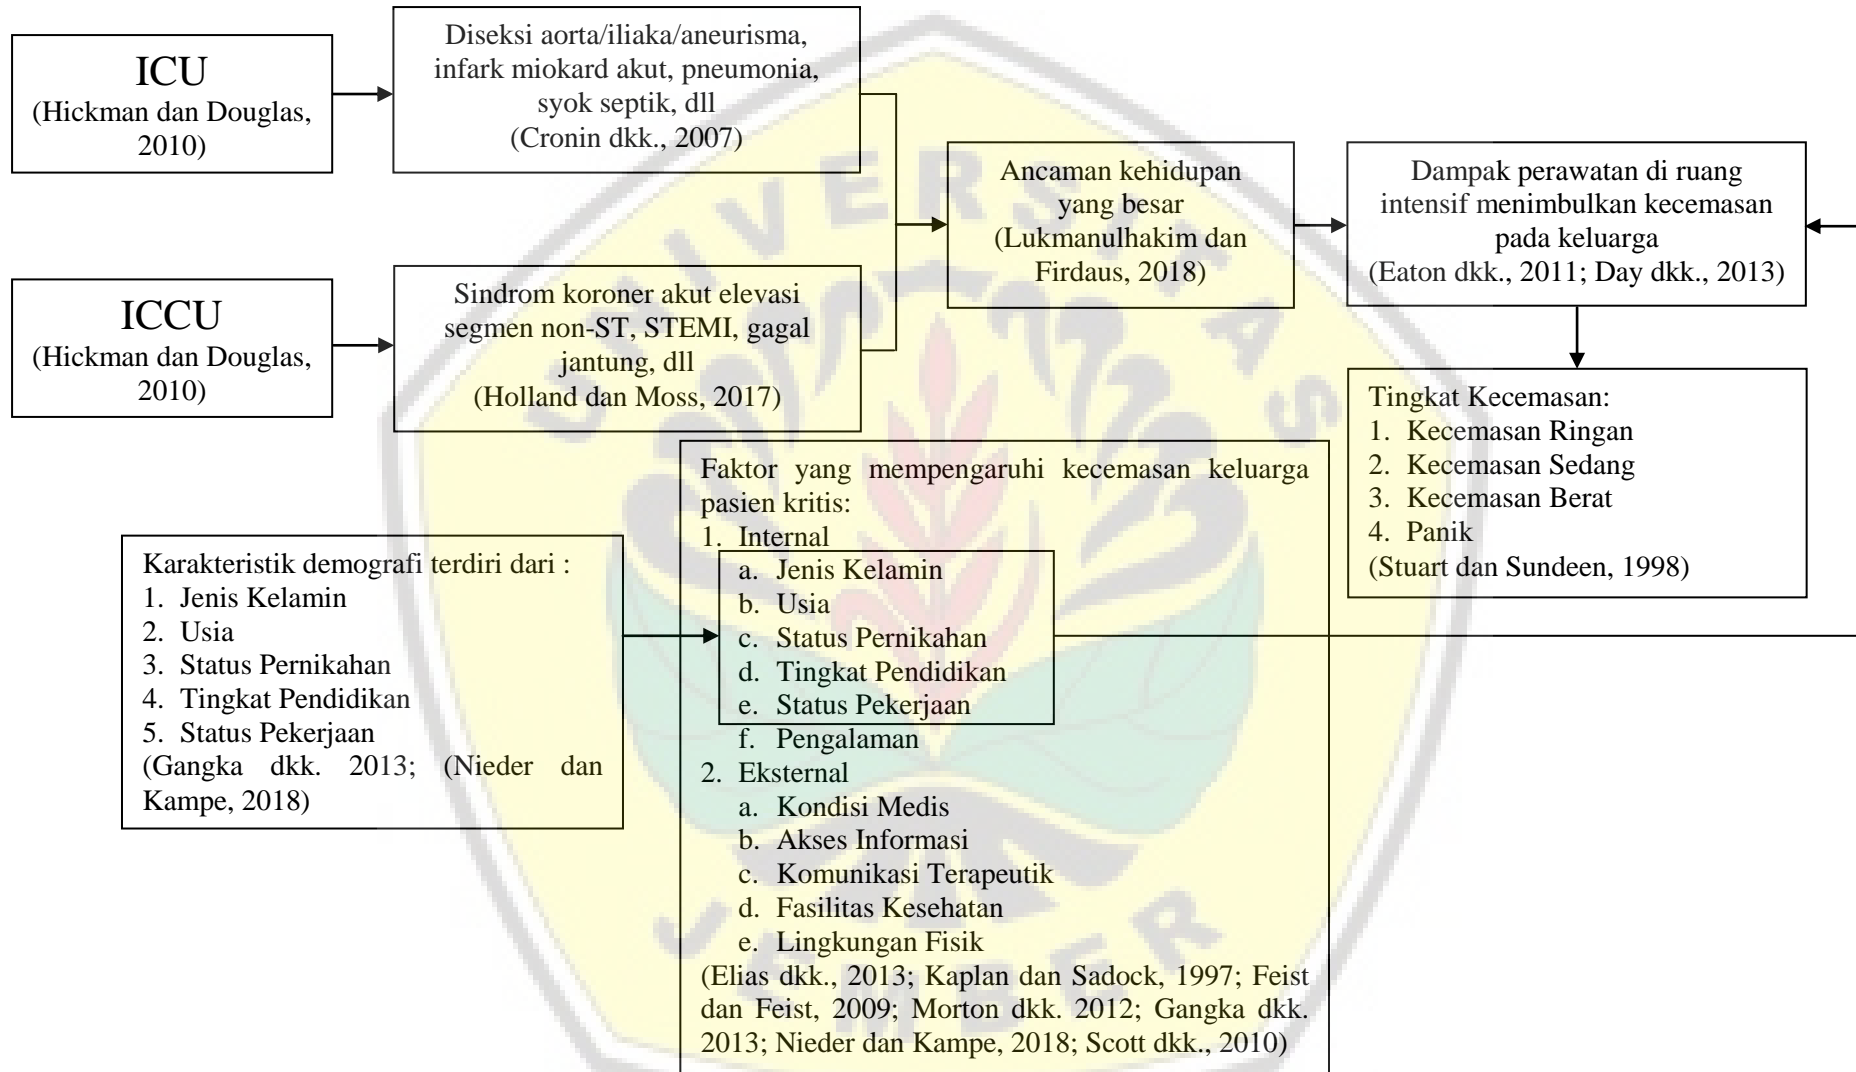 ICU
(Hickman dan Douglas,
2010)
Diseksi aorta/iliaka/aneurisma,
infark miokard akut, pneumonia,
syok septik, dll
(Cronin dkk., 2007)
ICCU
(Hickman dan Douglas,
2010)
Sindrom koroner akut elevasi
segmen non-ST, STEMI, gagal
jantung, dll
(Holland dan Moss, 2017)
Ancaman kehidupan
yang besar
(Lukmanulhakim dan
Firdaus, 2018)
Dampak perawatan di ruang
intensif menimbulkan kecemasan
pada keluarga
(Eaton dkk., 2011; Day dkk., 2013)
Tingkat Kecemasan:
1. Kecemasan Ringan
2. Kecemasan Sedang
3. Kecemasan Berat
4. Panik
(Stuart dan Sundeen, 1998)
Karakteristik demografi terdiri dari :
1. Jenis Kelamin
2. Usia
3. Status Pernikahan
4. Tingkat Pendidikan
5. Status Pekerjaan
(Gangka dkk. 2013; (Nieder dan
Kampe, 2018)
Faktor yang mempengaruhi kecemasan keluarga
pasien kritis:
1. Internal
a. Jenis Kelamin
b. Usia
c. Status Pernikahan
d. Tingkat Pendidikan
e. Status Pekerjaan
f. Pengalaman
2. Eksternal
a. Kondisi Medis
b. Akses Informasi
c. Komunikasi Terapeutik
d. Fasilitas Kesehatan
e. Lingkungan Fisik
(Elias dkk., 2013; Kaplan dan Sadock, 1997; Feist
dan Feist, 2009; Morton dkk. 2012; Gangka dkk.
2013; Nieder dan Kampe, 2018; Scott dkk., 2010)
UNIVERSITAS
JEMBER